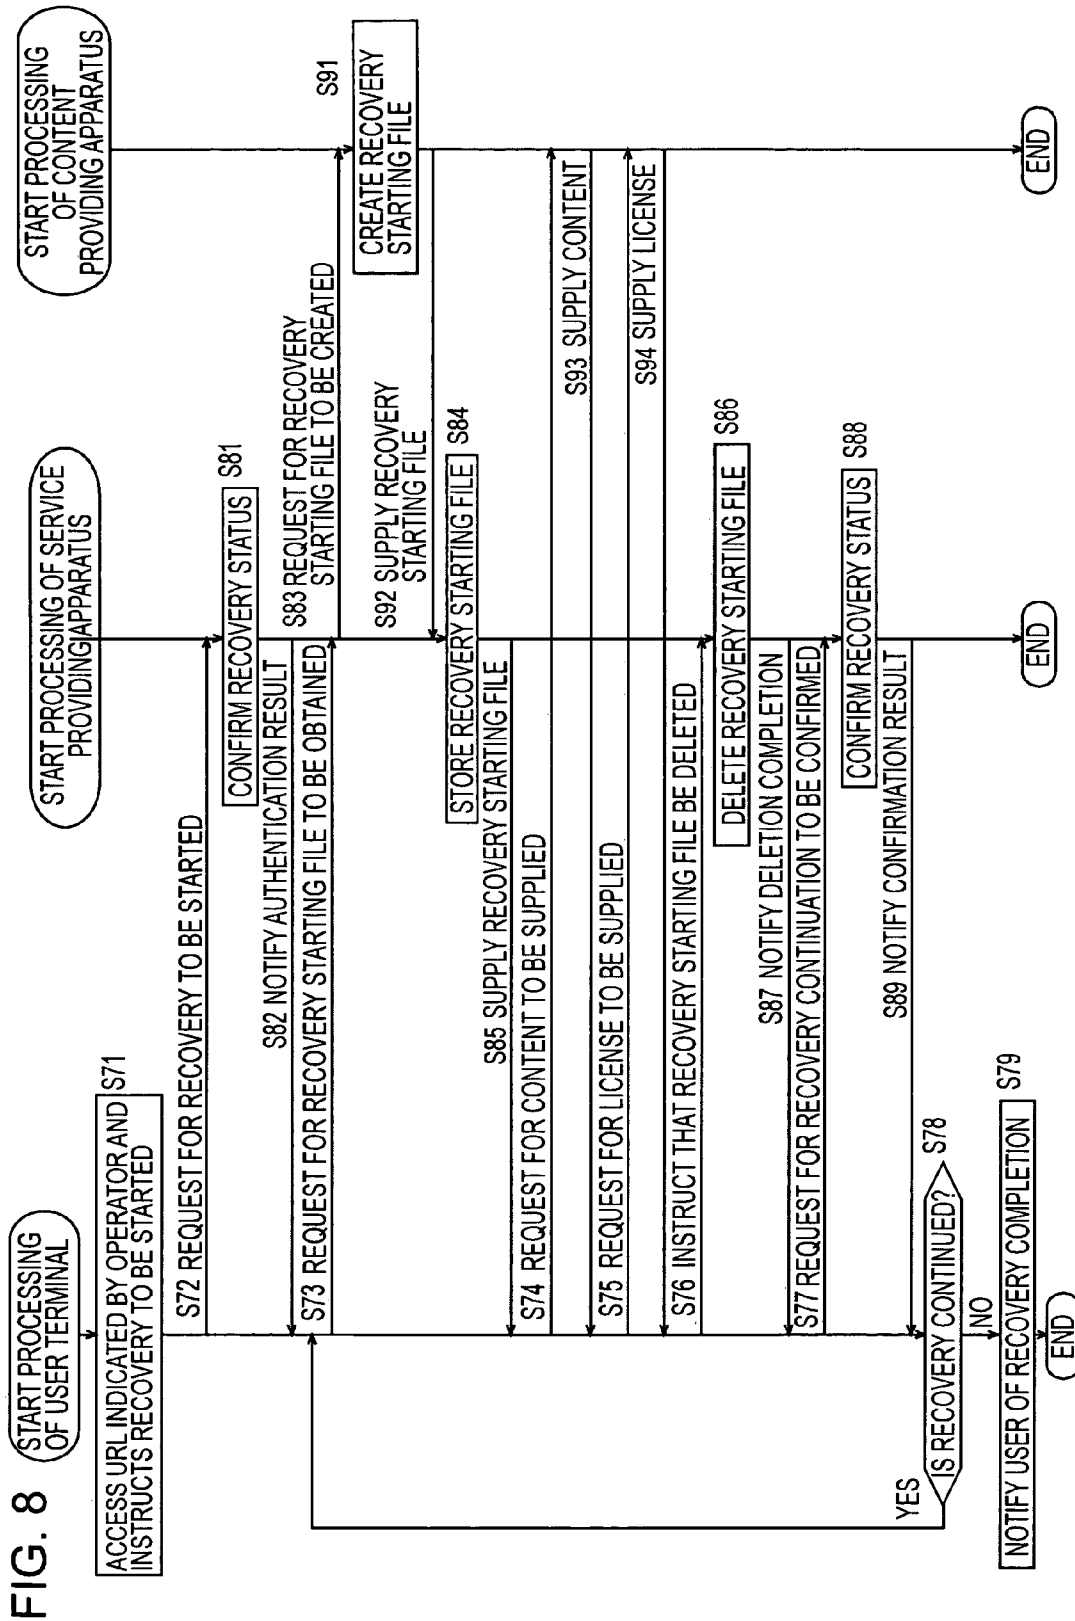 FIG. 8
START PROCESSING
OF USER TERMINAL
START PROCESSING OF SERVICE
PROVIDING APPARATUS
START PROCESSING
OF CONTENT
PROVIDING APPARATUS
ACCESS URL INDICATED BY OPERATOR AND
INSTRUCTS RECOVERY TO BE STARTED
S71
S72 REQUEST FOR RECOVERY TO BE STARTED
CONFIRM RECOVERY STATUS
S81
S82 NOTIFY AUTHENTICATION RESULT
S73 REQUEST FOR RECOVERY STARTING FILE TO BE OBTAINED
S83 REQUEST FOR RECOVERY
STARTING FILE TO BE CREATED
S91
CREATE RECOVERY
STARTING FILE
S92 SUPPLY RECOVERY
STARTING FILE
STORE RECOVERY STARTING FILE
S84
S85 SUPPLY RECOVERY STARTING FILE
S74 REQUEST FOR CONTENT TO BE SUPPLIED
S93 SUPPLY CONTENT
S75 REQUEST FOR LICENSE TO BE SUPPLIED
S94 SUPPLY LICENSE
S76 INSTRUCT THAT RECOVERY STARTING FILE BE DELETED
DELETE RECOVERY STARTING FILE
S86
S87 NOTIFY DELETION COMPLETION
S77 REQUEST FOR RECOVERY CONTINUATION TO BE CONFIRMED
CONFIRM RECOVERY STATUS
S88
S89 NOTIFY CONFIRMATION RESULT
YES
IS RECOVERY CONTINUED?
S78
NO
NOTIFY USER OF RECOVERY COMPLETION
S79
END
END
END